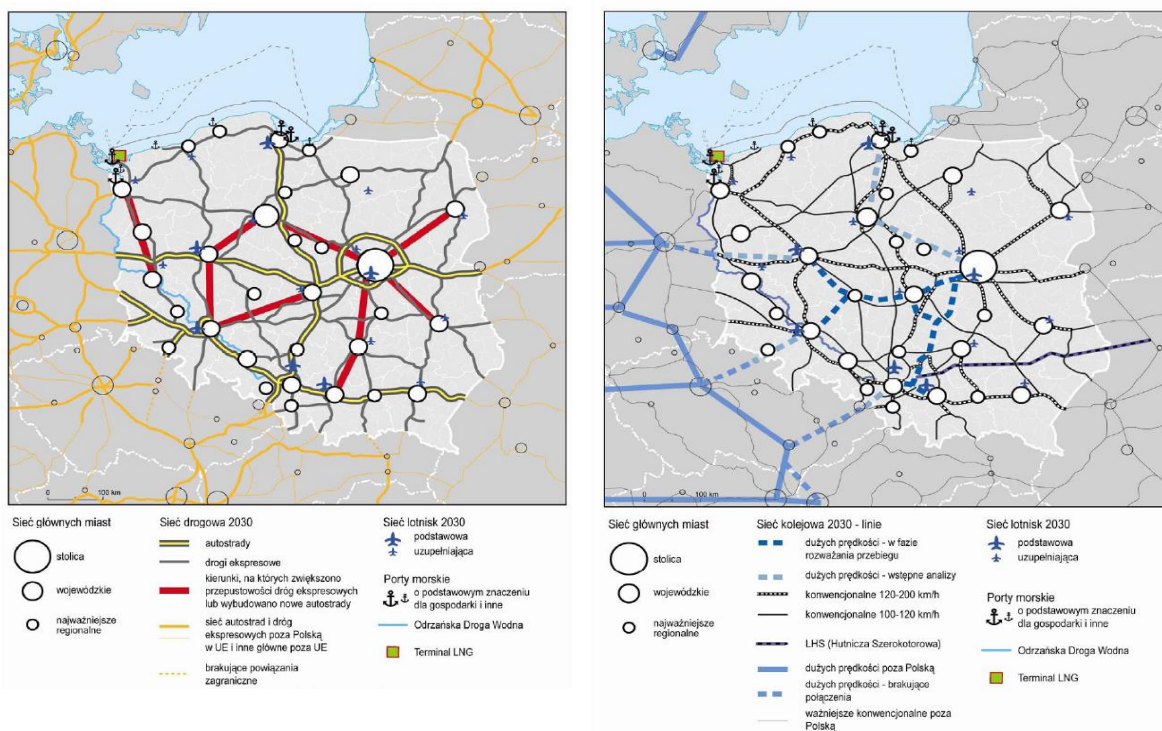 100 km
Sieć głównych miast
stolica
wojewódzkie
najważniejsze
regionalne
Sieć drogowa 2030
autostrady
drogi ekspresowe
kierunki, na których zwiększono
przepustowości dróg ekspresowych
lub wybudowano nowe autostrady
sieć autostrad i dróg
ekspresowych poza Polską
w UE i inne główne poza UE
brakujące powiązania
zagraniczne
Sieć lotnisk 2030
podstawowa
uzupełniająca
Porty morskie
o podstawowym znaczeniu
dla gospodarki i inne
Odrzańska Droga Wodna
Terminal LNG
100 km
Sieć głównych miast
stolica
wojewódzkie
najważniejsze
regionalne
Sieć kolejowa 2030 - linie
dużych prędkości - w fazie
rozważania przebiegu
dużych prędkości - wstępne analizy
konwencjonalne 120-200 km/h
konwencjonalne 100-120 km/h
LHS (Hutnicza Szerokotorowa)
dużych prędkości poza Polską
dużych prędkości - brakujące
połączenia
ważniejsze konwencjonalne poza
Polską
Sieć lotnisk 2030
podstawowa
uzupełniająca
Porty morskie
o podstawowym znaczeniu
dla gospodarki i inne
Odrzańska Droga Wodna
Terminal LNG